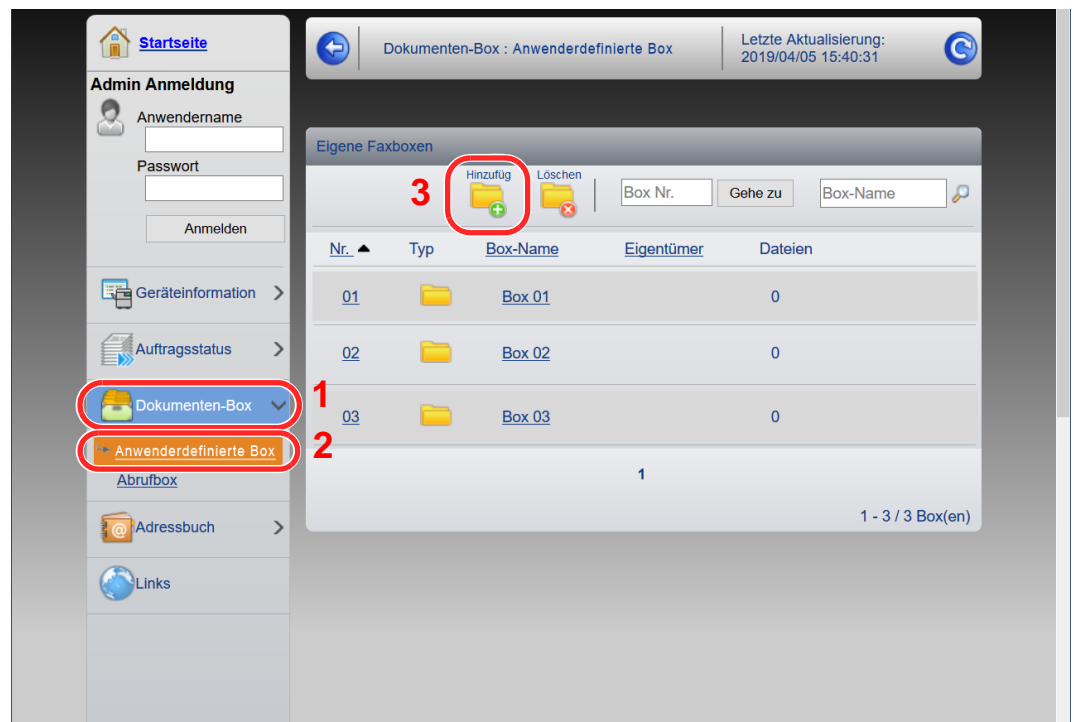 Startseite
Admin Anmeldung
Anwendername
Passwort
Anmelden
Geräteinformation
Auftragsstatus
Dokumenten-Box
1
Anwenderdefinierte Box
2
Abrufbox
Adressbuch
Links
Dokumenten-Box : Anwenderdefinierte Box
Letzte Aktualisierung:
2019/04/05 15:40:31
Eigene Faxboxen
3
Hinzufüg Löschen
Box Nr. Gehe zu Box-Name
Nr. Typ Box-Name Eigentümer Dateien
01 Box 01 0
02 Box 02 0
03 Box 03 0
1
1 - 3 / 3 Box(en)